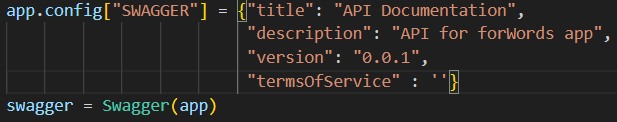 app.config["SWAGGER"] = {"title": "API Documentation",
"description": "API for forWords app",
"version": "0.0.1",
"termsOfService" : ''}
swagger = Swagger(app)